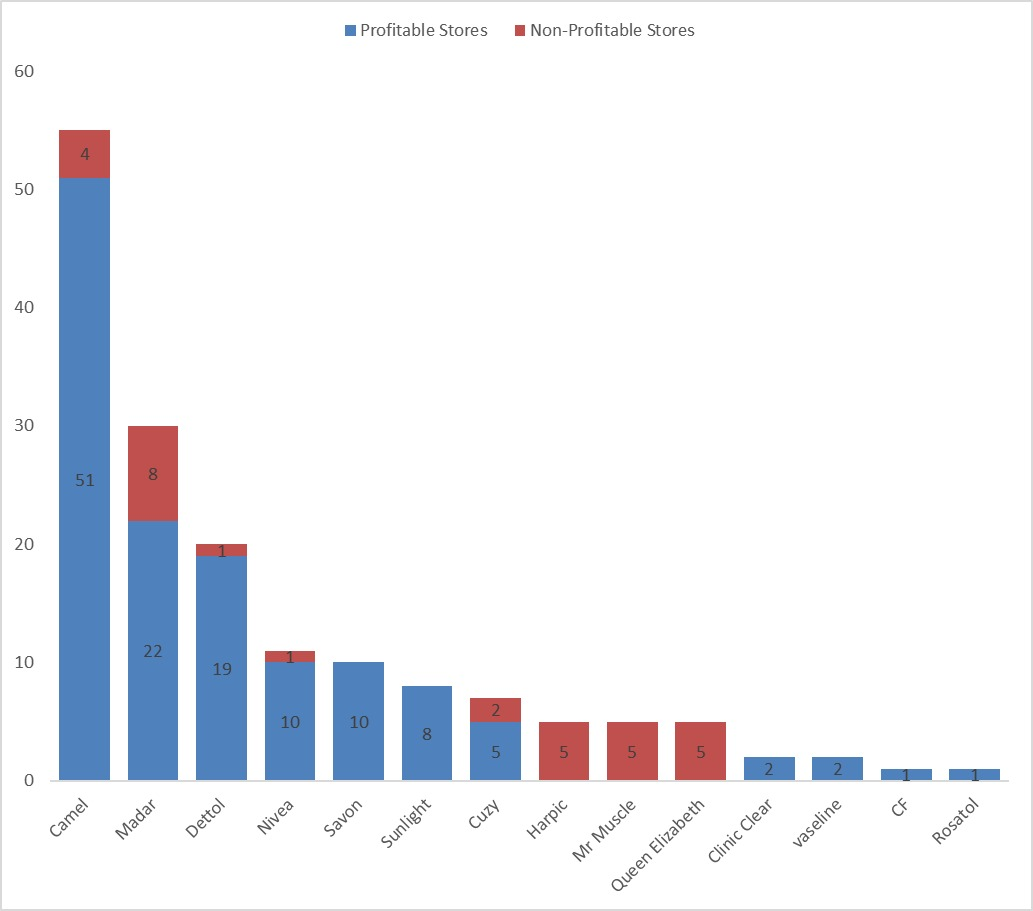 Profitable Stores Non-Profitable Stores
60
50
40
30
20
10
0
4
51
8
22
1
19
1
10
10
8
2
5
5
5
5
2
2
1
1
Camel
Madar
Dettol
Nivea
Savon
Sunlight
Cuzy
Harpic
Mr Muscle
Queen Elizabeth
Clinic Clear
vaseline
CF
Rosatol